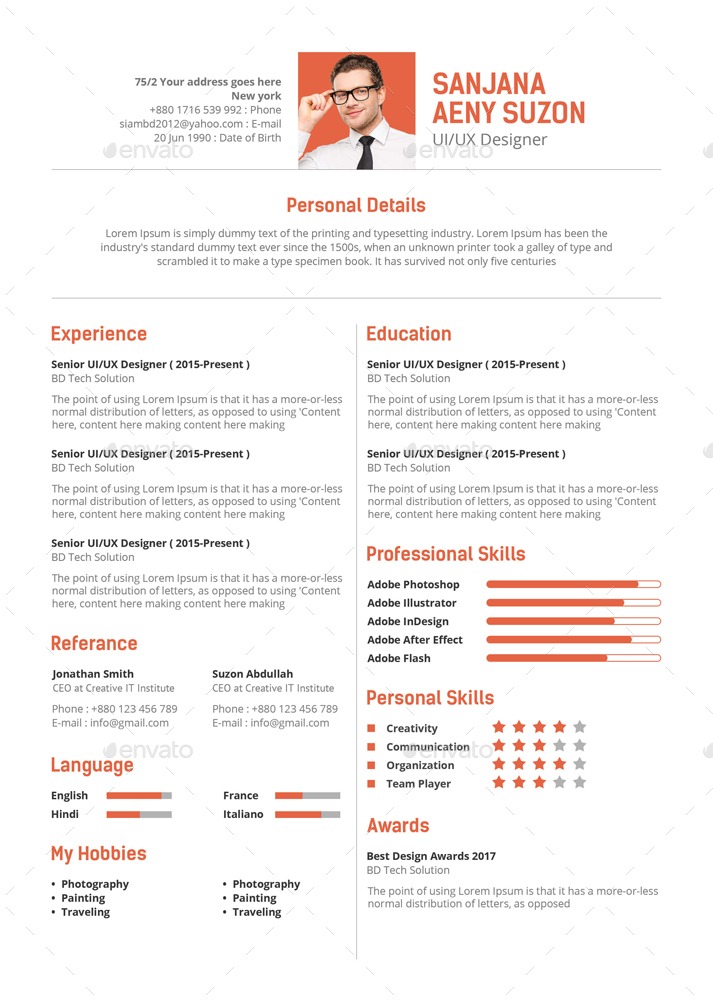 75/2 Your address goes here
New york
+880 1716 539 992 : Phone
siambd2012@yahoo.com : E-mail
20 Jun 1990 : Date of Birth
SANJANA
AENY SUZON
UI/UX Designer
Personal Details
Lorem Ipsum is simply dummy text of the printing and typesetting industry. Lorem Ipsum has been the
industry's standard dummy text ever since the 1500s, when an unknown printer took a galley of type and
scrambled it to make a type specimen book. It has survived not only five centuries
Experience
Senior UI/UX Designer ( 2015-Present )
BD Tech Solution
The point of using Lorem Ipsum is that it has a more-or-less
normal distribution of letters, as opposed to using 'Content
here, content here making content here making
Senior UI/UX Designer ( 2015-Present )
BD Tech Solution
The point of using Lorem Ipsum is that it has a more-or-less
normal distribution of letters, as opposed to using 'Content
here, content here making content here making
Senior UI/UX Designer ( 2015-Present )
BD Tech Solution
The point of using Lorem Ipsum is that it has a more-or-less
normal distribution of letters, as opposed to using 'Content
here, content here making content here making
Referance
Jonathan Smith
CEO at Creative IT Institute
Phone : +880 123 456 789
E-mail : info@gmail.com
Suzon Abdullah
CEO at Creative IT Institute
Phone : +880 123 456 789
E-mail : info@gmail.com
Language
English
France
Hindi
Italiano
My Hobbies
• Photography
• Painting
• Traveling
• Photography
• Painting
• Traveling
Education
Senior UI/UX Designer ( 2015-Present )
BD Tech Solution
The point of using Lorem Ipsum is that it has a more-or-less
normal distribution of letters, as opposed to using 'Content
here, content here making content here making
Senior UI/UX Designer ( 2015-Present )
BD Tech Solution
The point of using Lorem Ipsum is that it has a more-or-less
normal distribution of letters, as opposed to using 'Content
here, content here making content here making
Professional Skills
Adobe Photoshop
Adobe Illustrator
Adobe InDesign
Adobe After Effect
Adobe Flash
Personal Skills
Creativity
Communication
Organization
Team Player
Awards
Best Design Awards 2017
BD Tech Solution
The point of using Lorem Ipsum is that it has a more-or-less
normal distribution of letters, as opposed
envato
envato
envato
envato
envato
envato